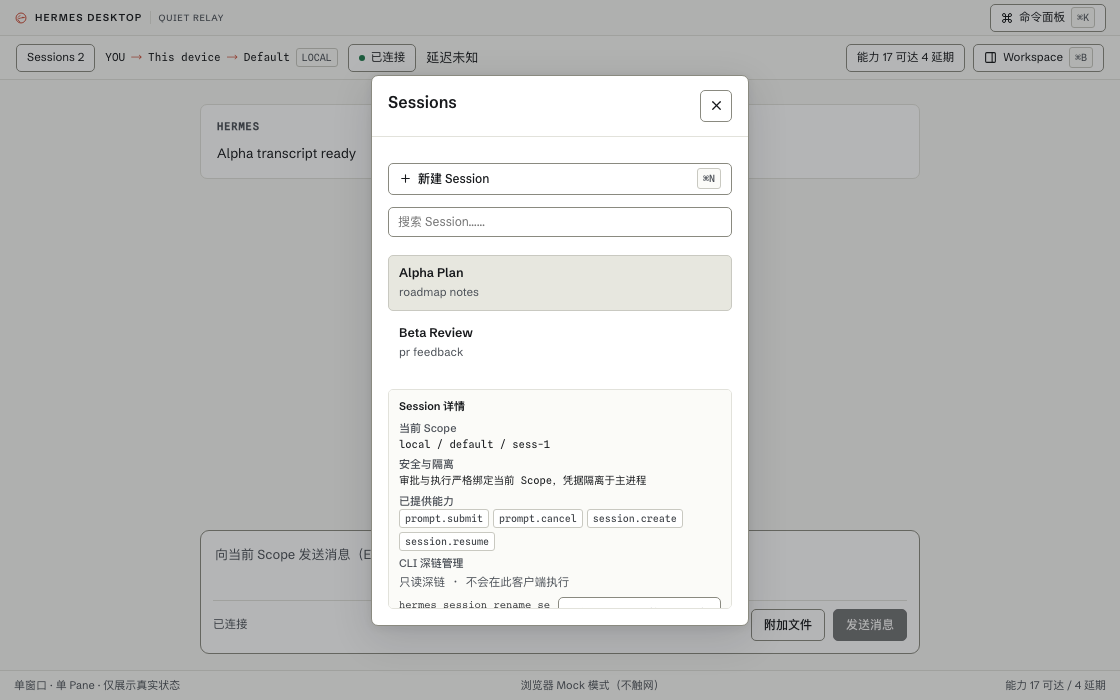 HERMES DESKTOP QUIET RELAY
⌘ 命令面板 ⌘K
Sessions 2
YOU → This device → Default LOCAL
已连接
延迟未知
能力 17 可达 4 延期
Workspace ⌘B
HERMES
Alpha transcript ready
Sessions
新建 Session ⌘N
搜索 Session……
Alpha Plan
roadmap notes
Beta Review
pr feedback
Session 详情
当前 Scope
local / default / sess-1
安全与隔离
审批与执行严格绑定当前 Scope，凭据隔离于主进程
已提供能力
prompt.submit prompt.cancel session.create
session.resume
CLI 深链管理
只读深链 · 不会在此客户端执行
hermes session rename se
向当前 Scope 发送消息（E
已连接
附加文件
发送消息
单窗口 · 单 Pane · 仅展示真实状态
浏览器 Mock 模式（不触网）
能力 17 可达 / 4 延期